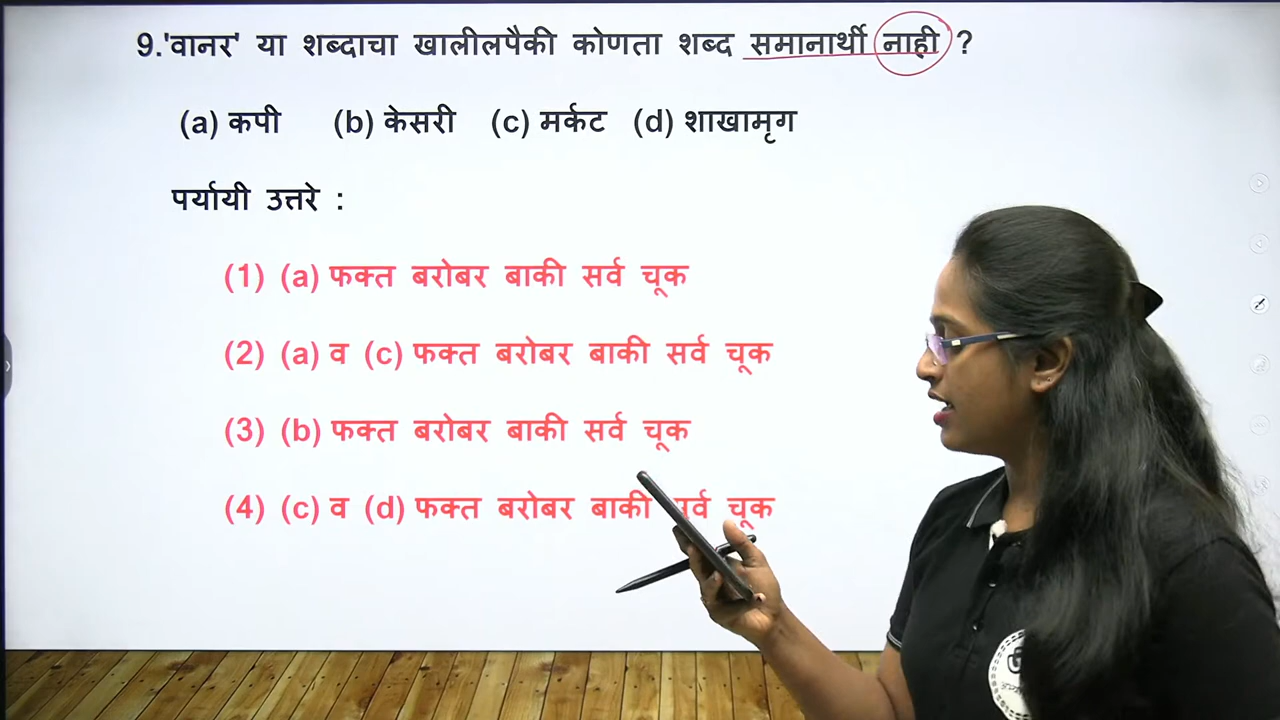 9.'वानर' या शब्दाचा खालीलपैकी कोणता शब्द समानार्थी नाही ?
(a) कपी (b) केसरी (c) मर्कट (d) शाखामृग
पर्यायी उत्तरे :
(1) (a) फक्त बरोबर बाकी सर्व चूक
(2) (a) व (c) फक्त बरोबर बाकी सर्व चूक
(3) (b) फक्त बरोबर बाकी सर्व चूक
(4) (c) व (d) फक्त बरोबर बाकी सर्व चूक